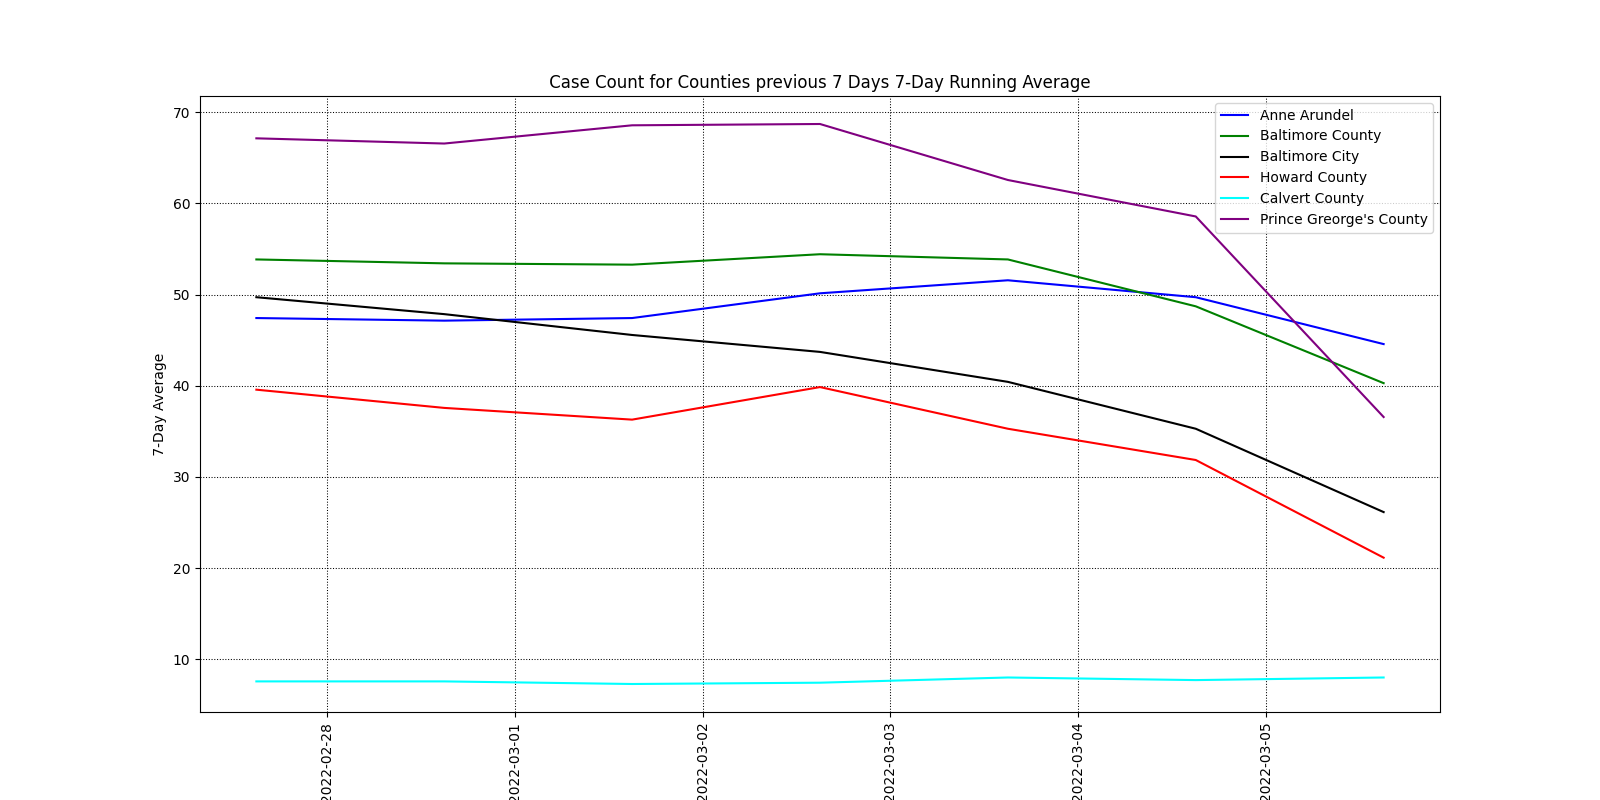 Case Count for Counties previous 7 Days 7-Day Running Average
Anne Arundel
Baltimore County
Baltimore City
Howard County
Calvert County
Prince Greorge's County
7-Day Average
70
60
50
40
30
20
10
2022-02-28
2022-03-01
2022-03-02
2022-03-03
2022-03-04
2022-03-05